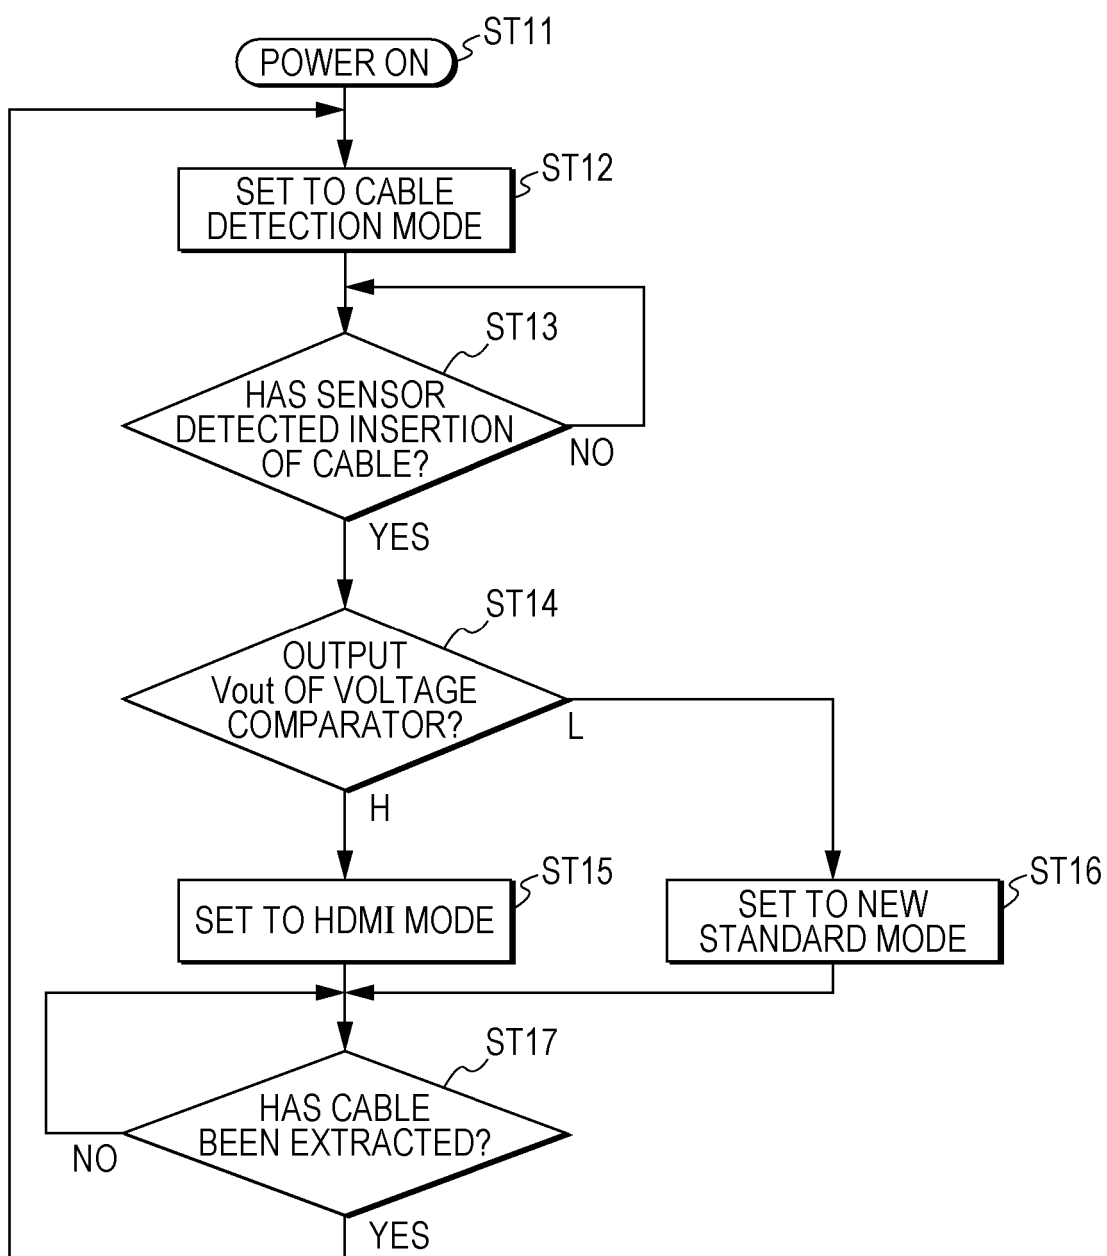 ST11
POWER ON
ST12
SET TO CABLE
DETECTION MODE
ST13
HAS SENSOR
DETECTED INSERTION
OF CABLE?
NO
YES
ST14
OUTPUT
Vout OF VOLTAGE
COMPARATOR?
L
H
ST15
SET TO HDMI MODE
ST16
SET TO NEW
STANDARD MODE
ST17
HAS CABLE
BEEN EXTRACTED?
NO
YES